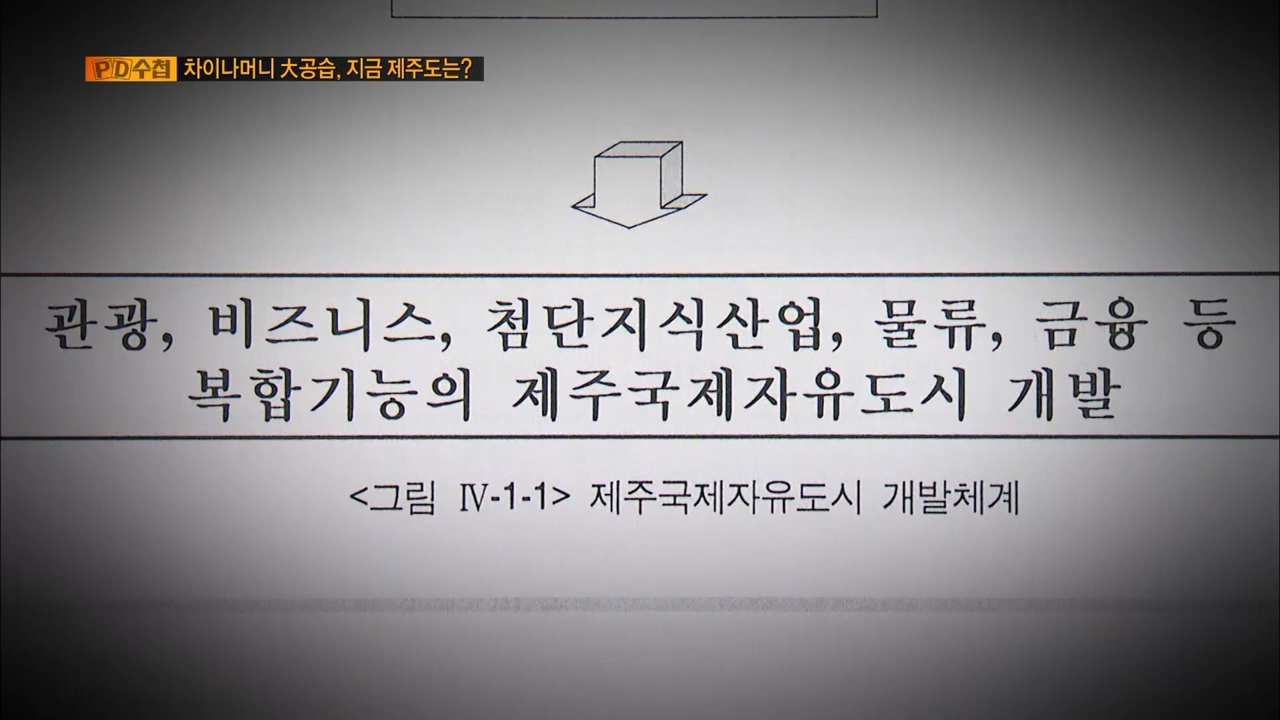 PD수첩 차이나머니 大공습, 지금 제주도는?
관광, 비즈니스, 첨단지식산업, 물류, 금융 등
복합기능의 제주국제자유도시 개발
<그림 Ⅳ-1-1> 제주국제자유도시 개발체계